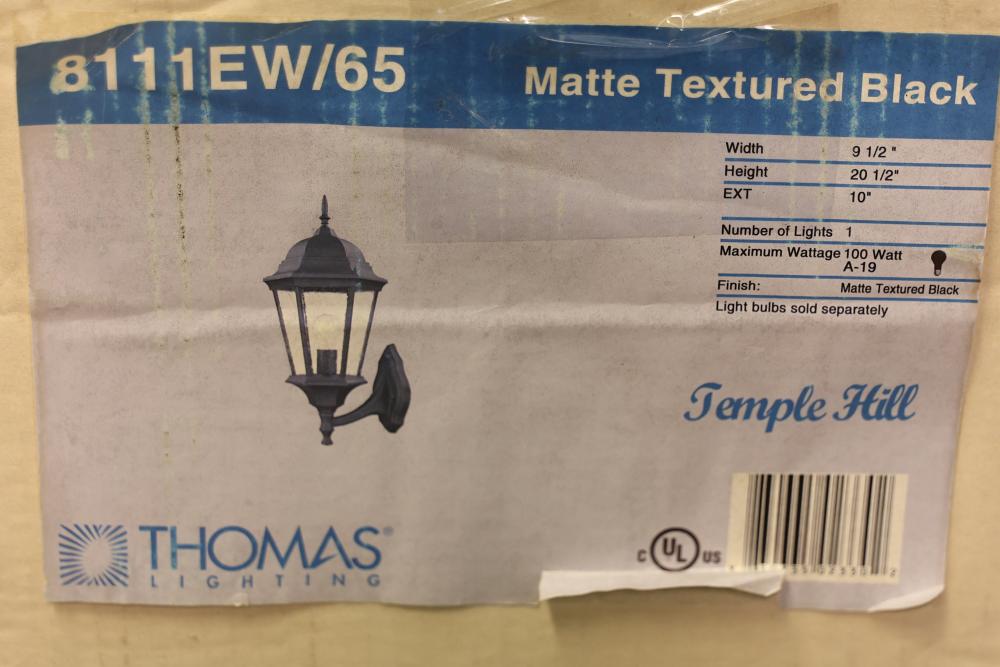 8111EW/65
Matte Textured Black
Width 9 1/2 "
Height 20 1/2"
EXT 10"
Number of Lights 1
Maximum Wattage 100 Watt
A-19
Finish: Matte Textured Black
Light bulbs sold separately
Temple Hill
THOMAS®
LIGHTING
C UL US